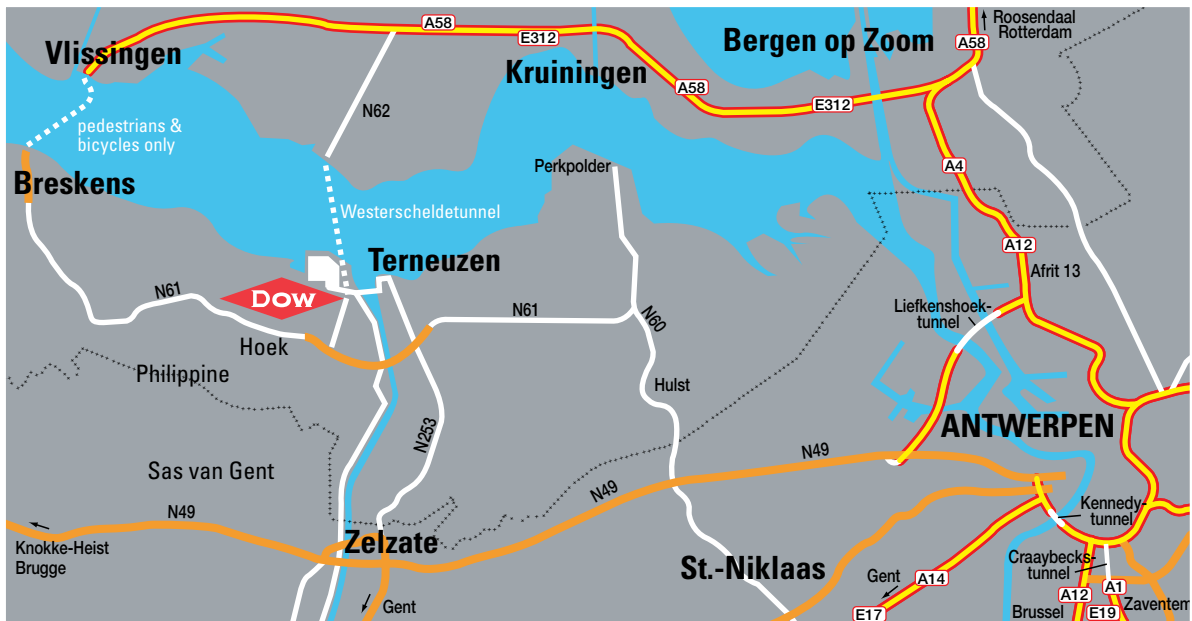 A58
Roosendaal
Rotterdam
Vlissingen
E312
Bergen op Zoom
A58
Kruiningen
A58
E312
N62
pedestrians &
bicycles only
Perkpolder
A4
Breskens
Westerscheldetunnel
A12
Terneuzen
Afrit 13
N61
Dow
N61
N60
Liefkenshoek-
tunnel
Hoek
Philippine
Hulst
N253
ANTWERPEN
Sas van Gent
N49
N49
N49
Knokke-Heist
Brugge
Zelzate
Kennedy-
tunnel
St.-Niklaas
Craaybecks-
tunnel
Gent
A14
A1
A12
Gent
E17
Brussel
E19
Zaventem